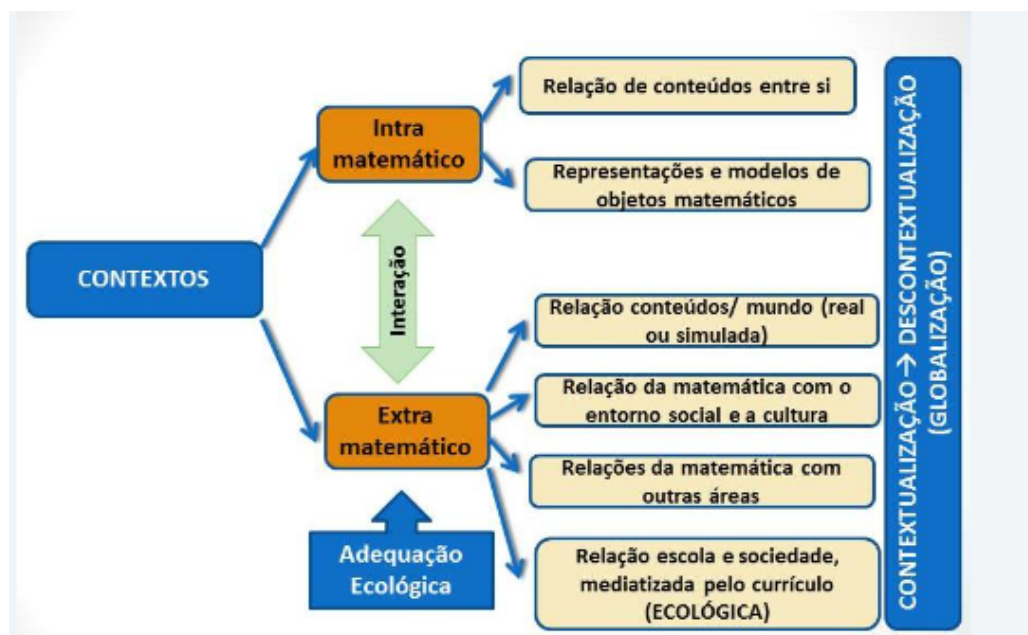 CONTEXTOS
Intra
matemático
Interação
Extra
matemático
Adequação
Ecológica
Relação de conteúdos entre si
Representações e modelos de
objetos matemáticos
Relação conteúdos/ mundo (real
ou simulada)
Relação da matemática com o
entorno social e a cultura
Relações da matemática com
outras áreas
Relação escola e sociedade,
mediatizada pelo currículo
(ECOLÓGICA)
CONTEXTUALIZAÇÃO → DESCONTEXTUALIZAÇÃO
(GLOBALIZAÇÃO)